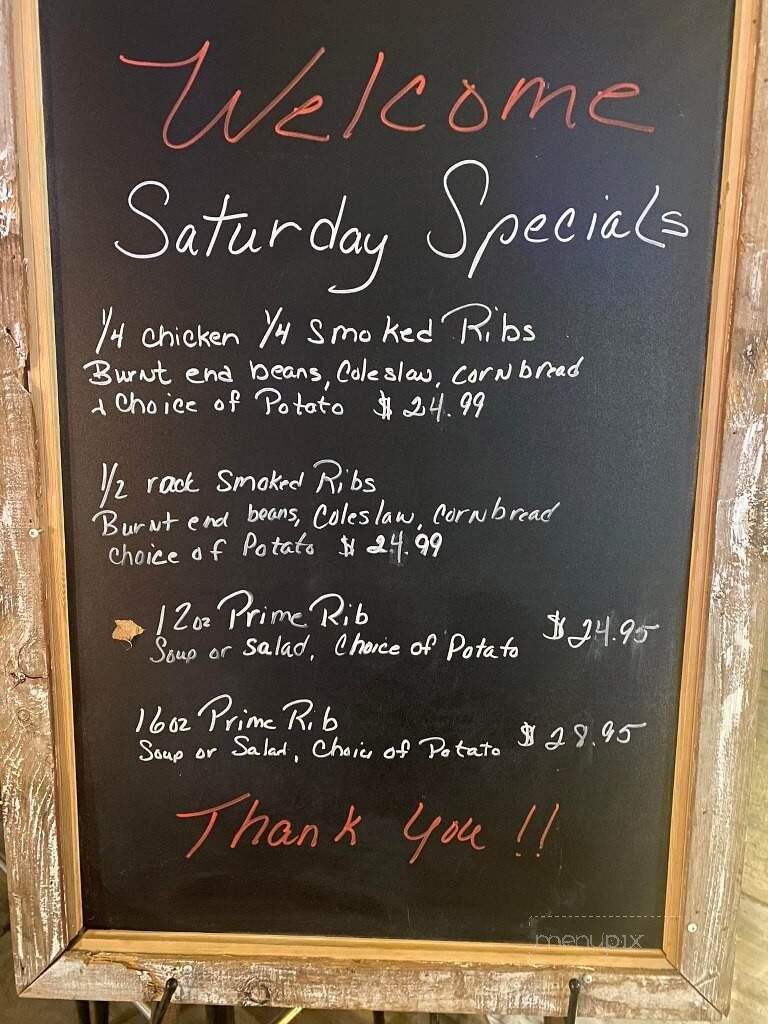 Welcome
Saturday Specials
1/4 chicken 1/4 Smoked Ribs
Burnt end beans, Coleslaw, cornbread
& Choice of Potato $24.99
1/2 rack Smoked Ribs
Burnt end beans, Coleslaw, Cornbread
Choice of Potato $24.99
12oz Prime Rib $24.95
Soup or Salad, Choice of Potato
16oz Prime Rib $28.95
Soup or Salad, Choice of Potato
Thank You !!
menupix